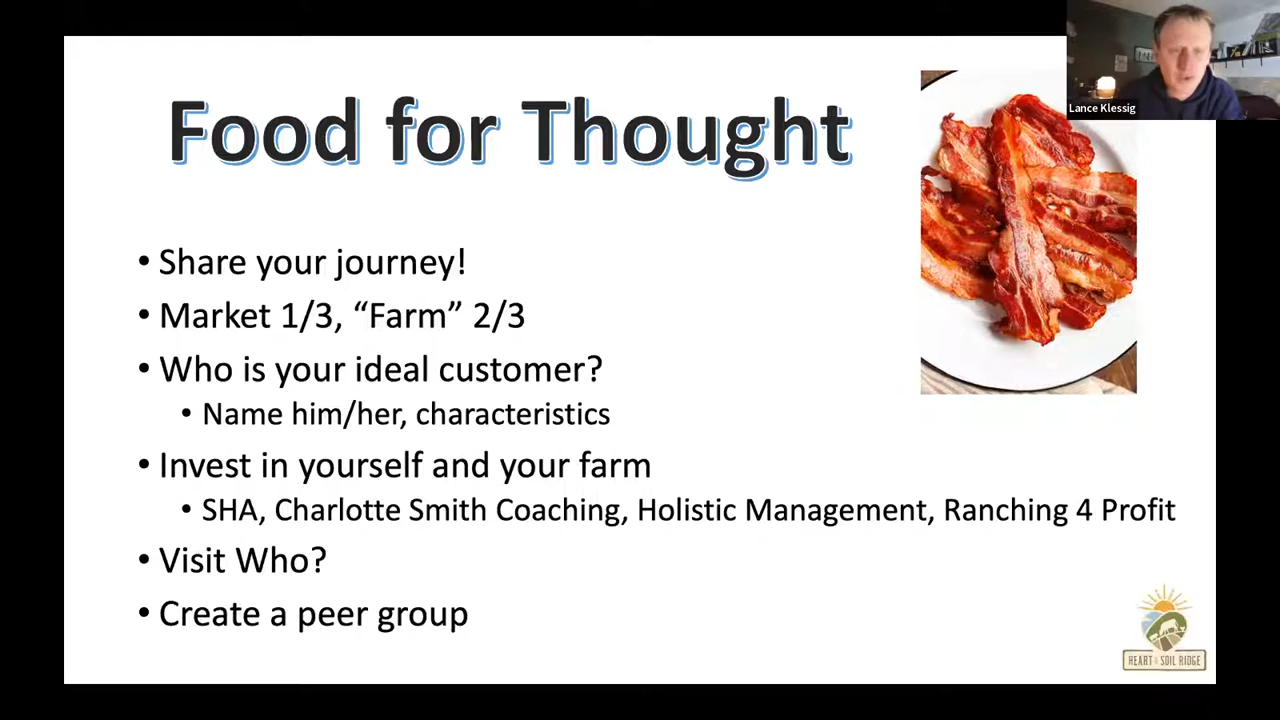 Food for Thought
Lance Klessig
• Share your journey!
• Market 1/3, “Farm” 2/3
• Who is your ideal customer?
• Name him/her, characteristics
• Invest in yourself and your farm
• SHA, Charlotte Smith Coaching, Holistic Management, Ranching 4 Profit
• Visit Who?
• Create a peer group
HEART & SOIL RIDGE